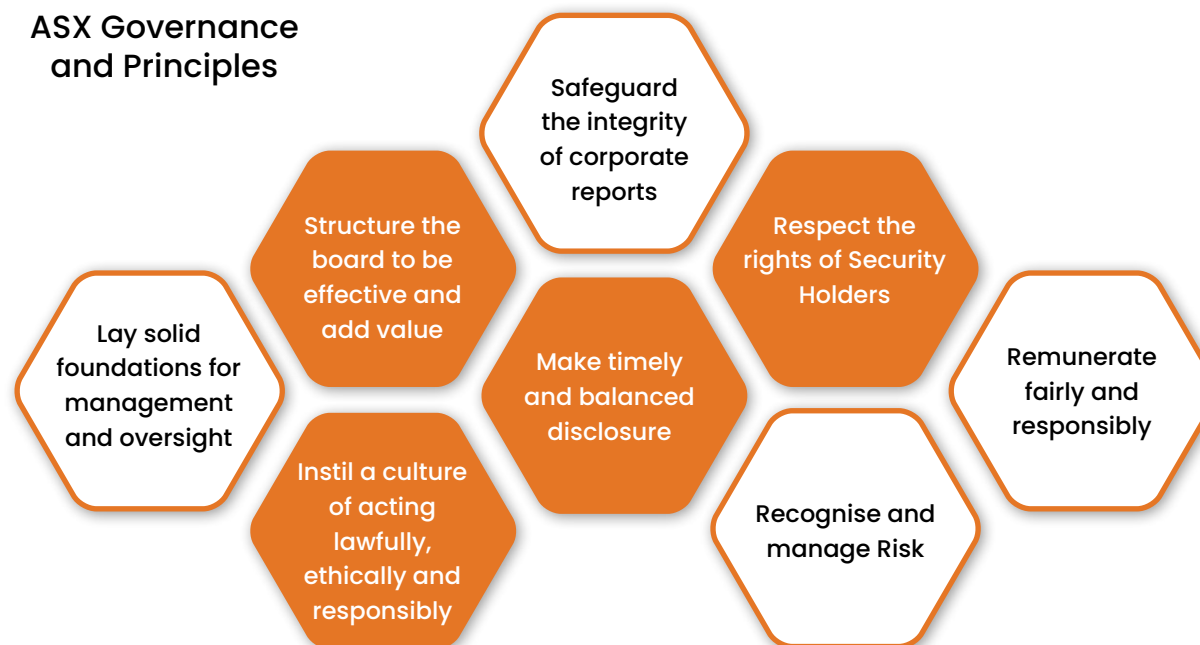 ASX Governance
and Principles
Safeguard
the integrity
of corporate
reports
Structure the
board to be
effective and
add value
Respect the
rights of Security
Holders
Lay solid
foundations for
management
and oversight
Make timely
and balanced
disclosure
Remunerate
fairly and
responsibly
Instil a culture
of acting
lawfully,
ethically and
responsibly
Recognise and
manage Risk